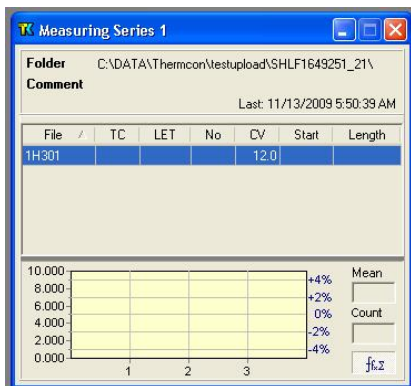 TK Measuring Series 1
Folder C:\DATA\Thermcon\testupload\SHLF1649251_21\
Comment
Last: 11/13/2009 5:50:39 AM
File TC LET No CV Start Length
1H301 12.0
10.000
8.000
6.000
4.000
2.000
0.000
1 2 3
+4%
+2%
0%
-2%
-4%
Mean
Count
∫fxΣ